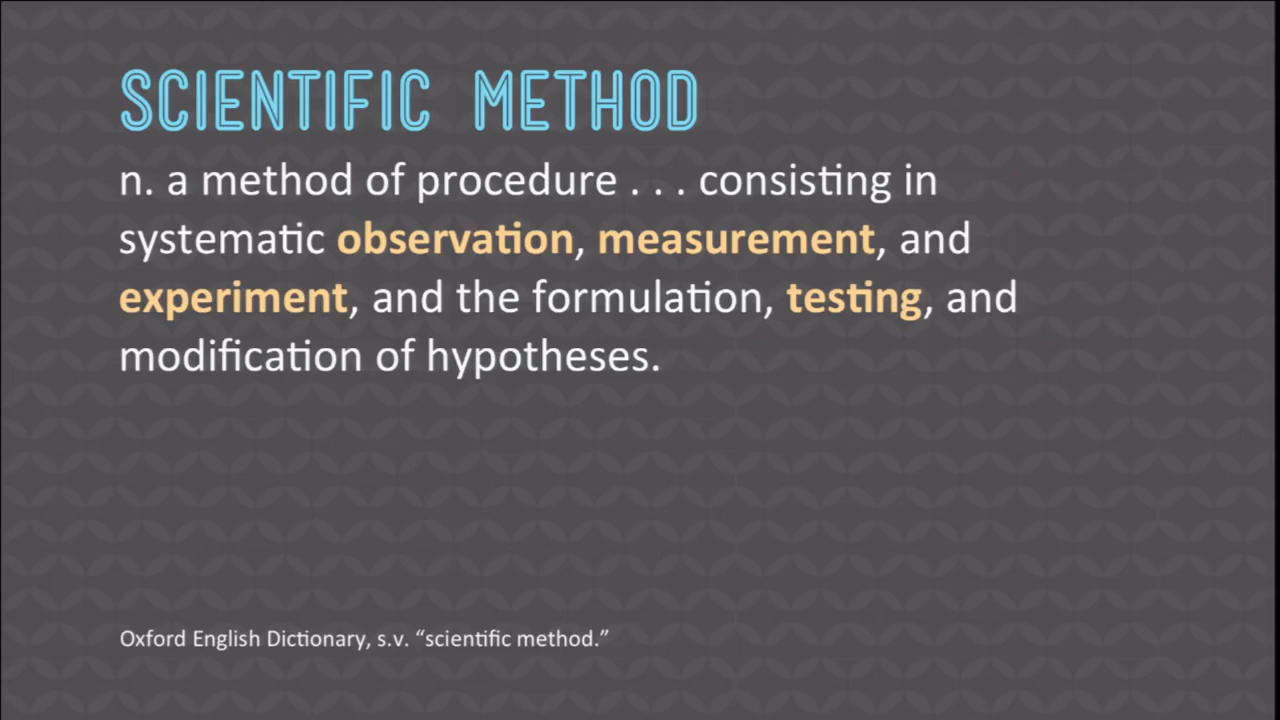 SCIENTIFIC METHOD
n. a method of procedure . . . consisting in
systematic observation, measurement, and
experiment, and the formulation, testing, and
modification of hypotheses.
Oxford English Dictionary, s.v. “scientific method.”